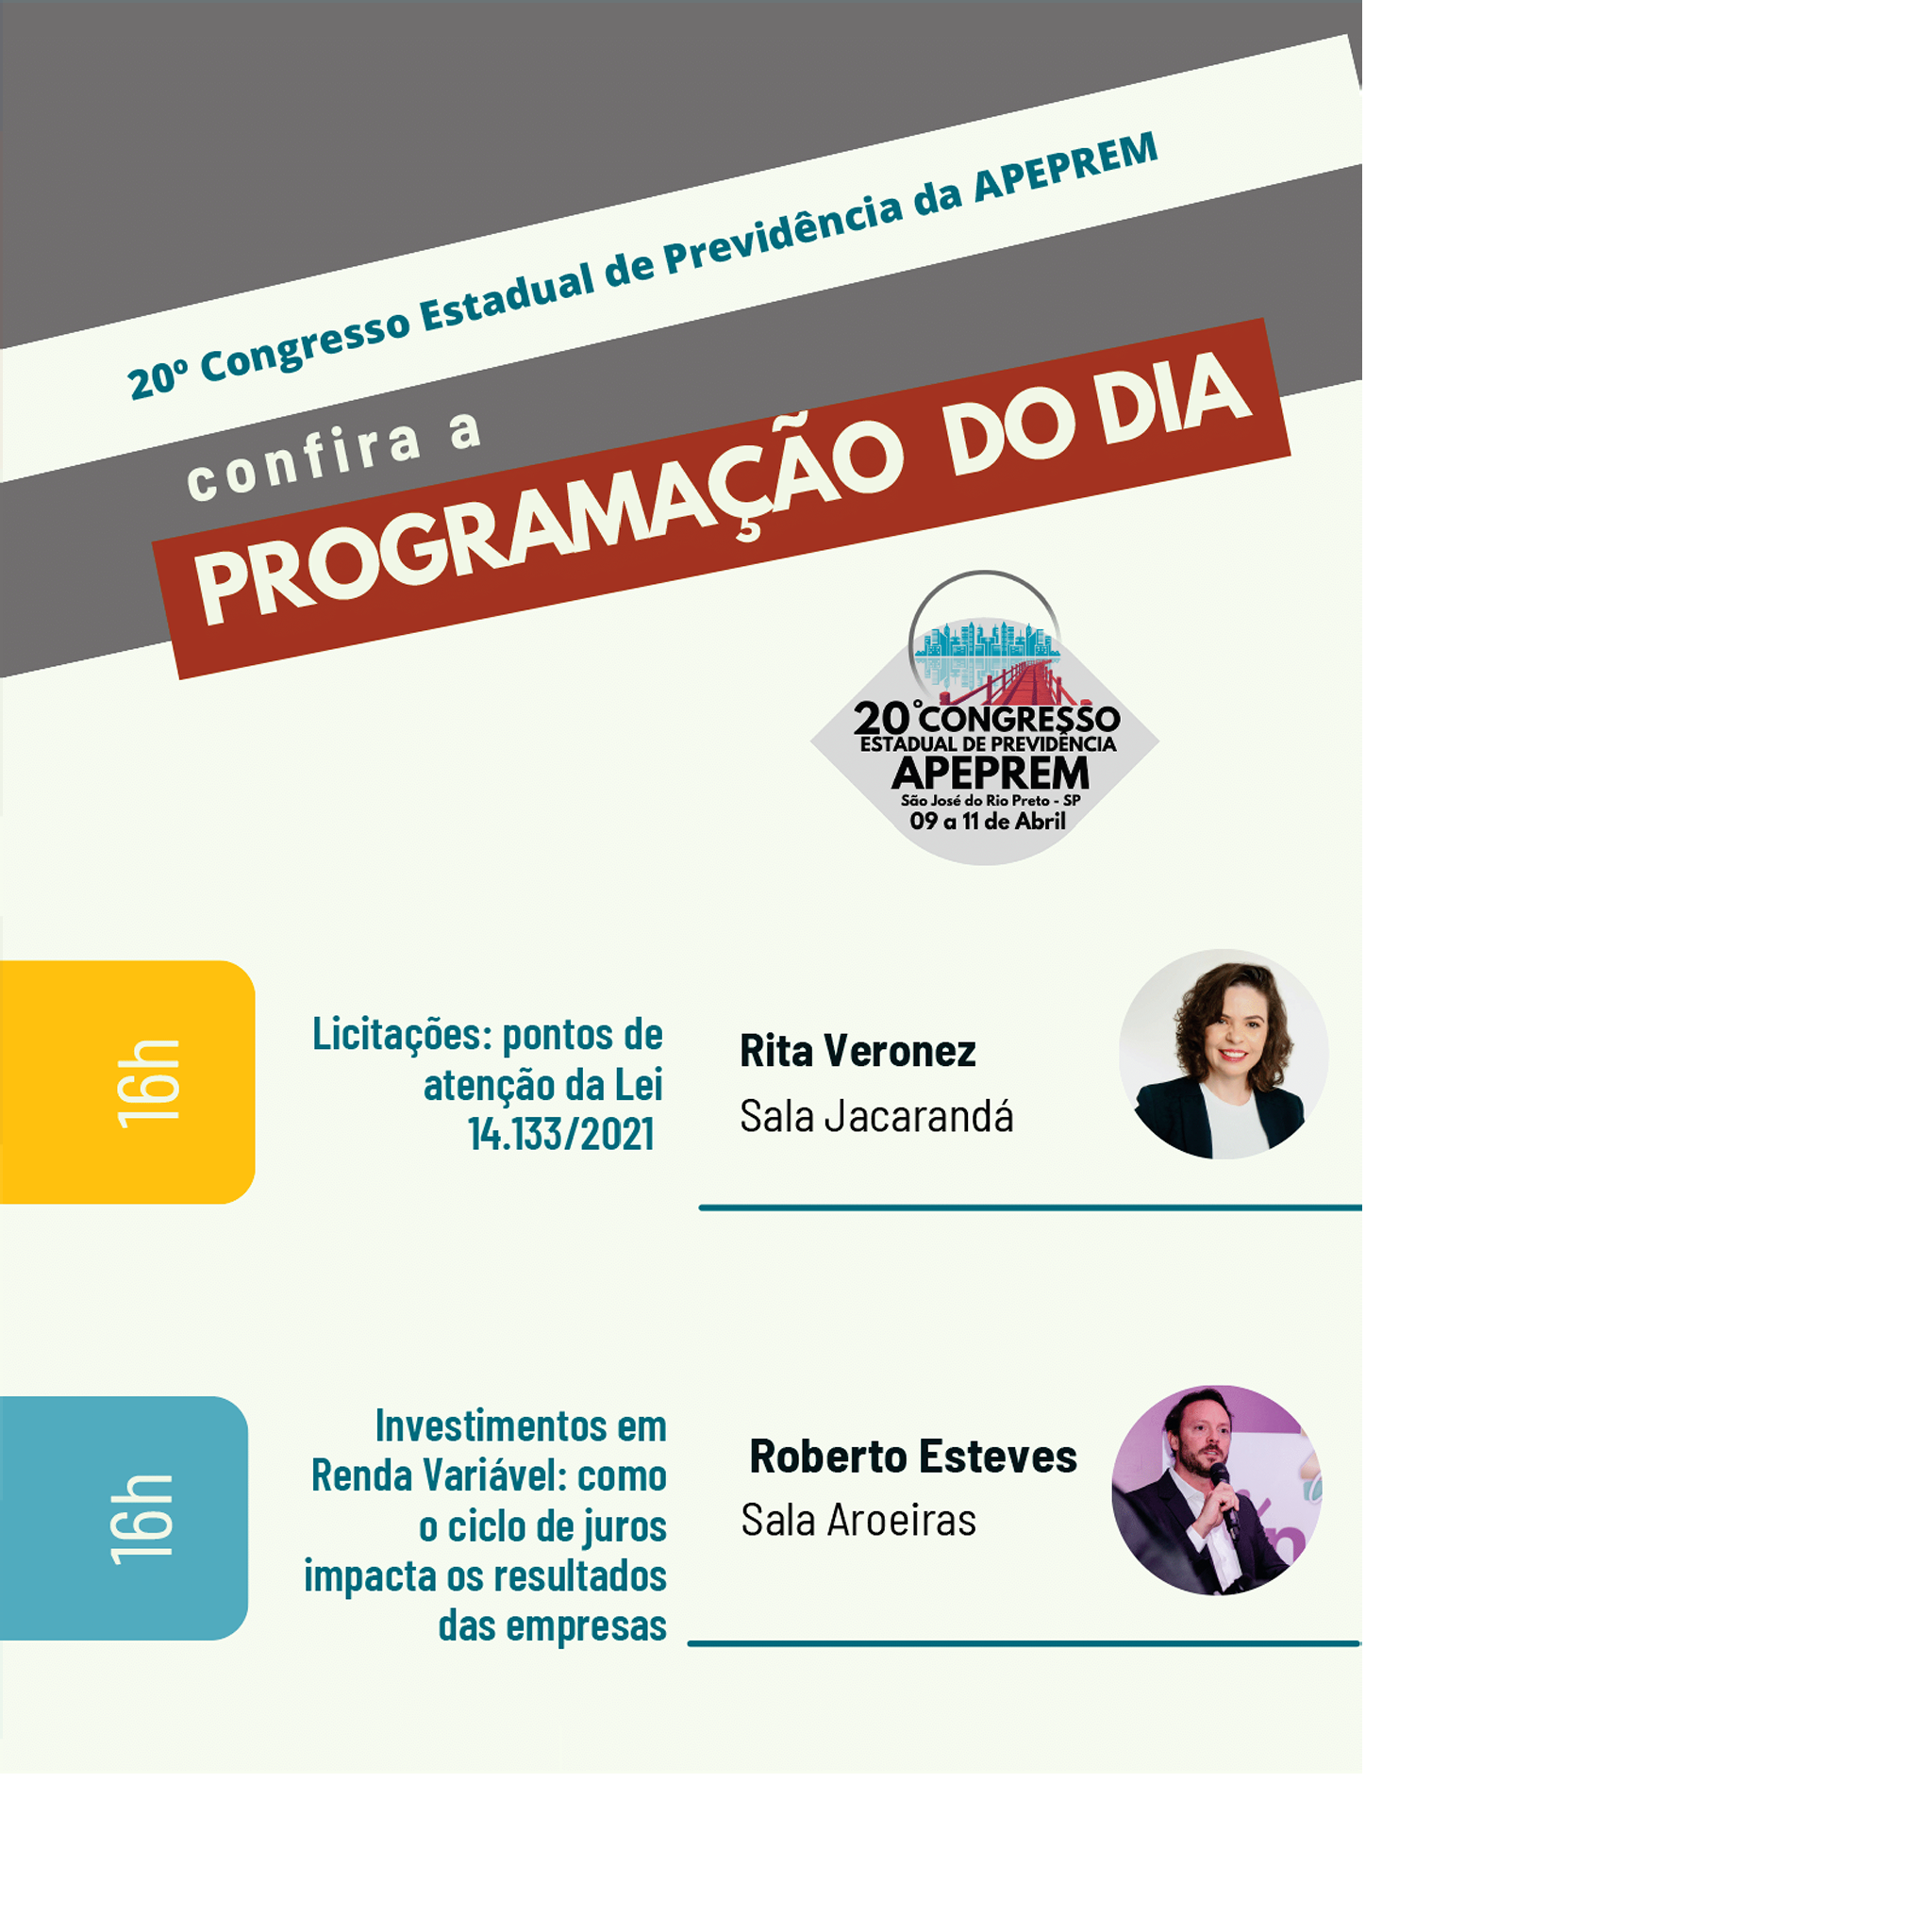 20º Congresso Estadual de Previdência da APEPREM
confira a
PROGRAMAÇÃO DO DIA
20° CONGRESSO
ESTADUAL DE PREVIDÊNCIA
APEPREM
São José do Rio Preto - SP
09 a 11 de Abril
16h
Licitações: pontos de
atenção da Lei
14.133/2021
Rita Veronez
Sala Jacarandá
16h
Investimentos em
Renda Variável: como
o ciclo de juros
impacta os resultados
das empresas
Roberto Esteves
Sala Aroeiras